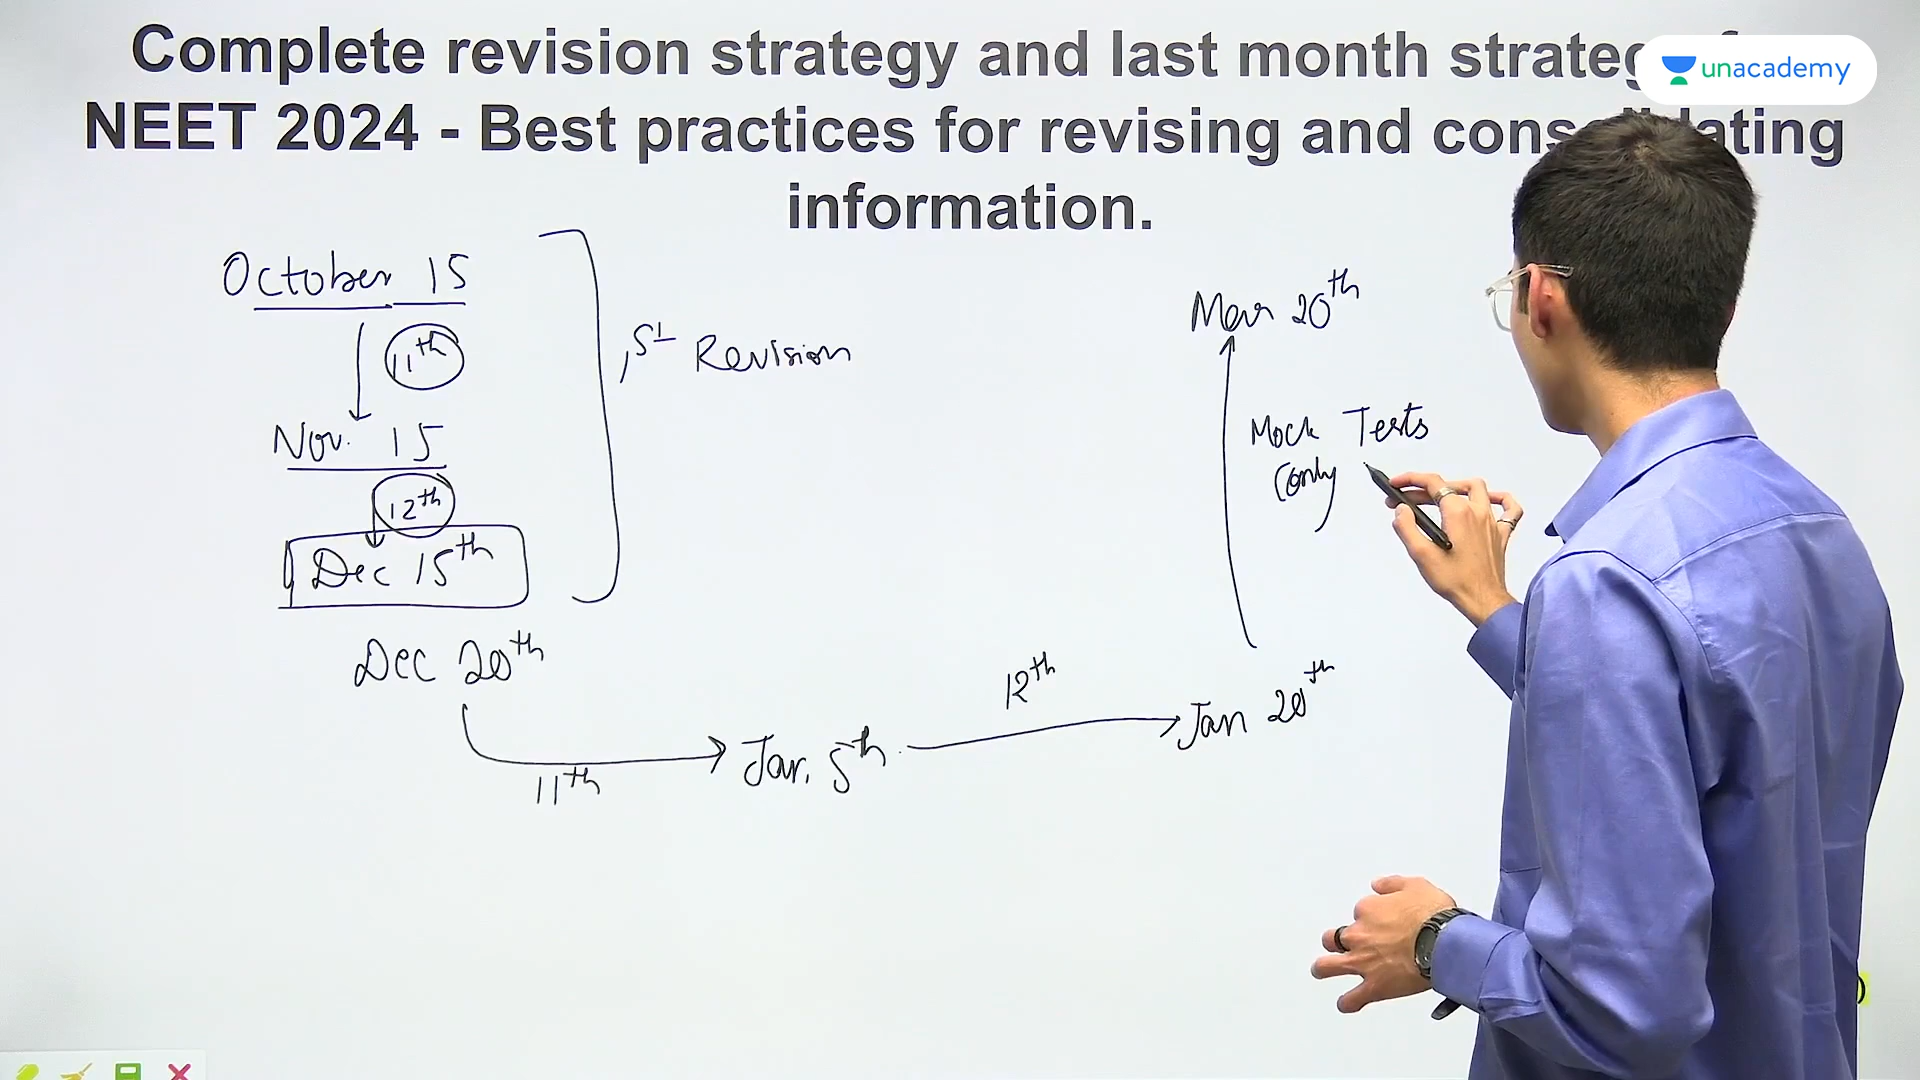 Complete revision strategy and last month strateg
unacademy
NEET 2024 - Best practices for revising and cons dating
information.
October 15
11th
Nov. 15
12th
Dec 15th
1st Revision
Dec 20th
11th
Jan. 5th
12th
Jan 20th
Mar 20th
Mock Tests
(only